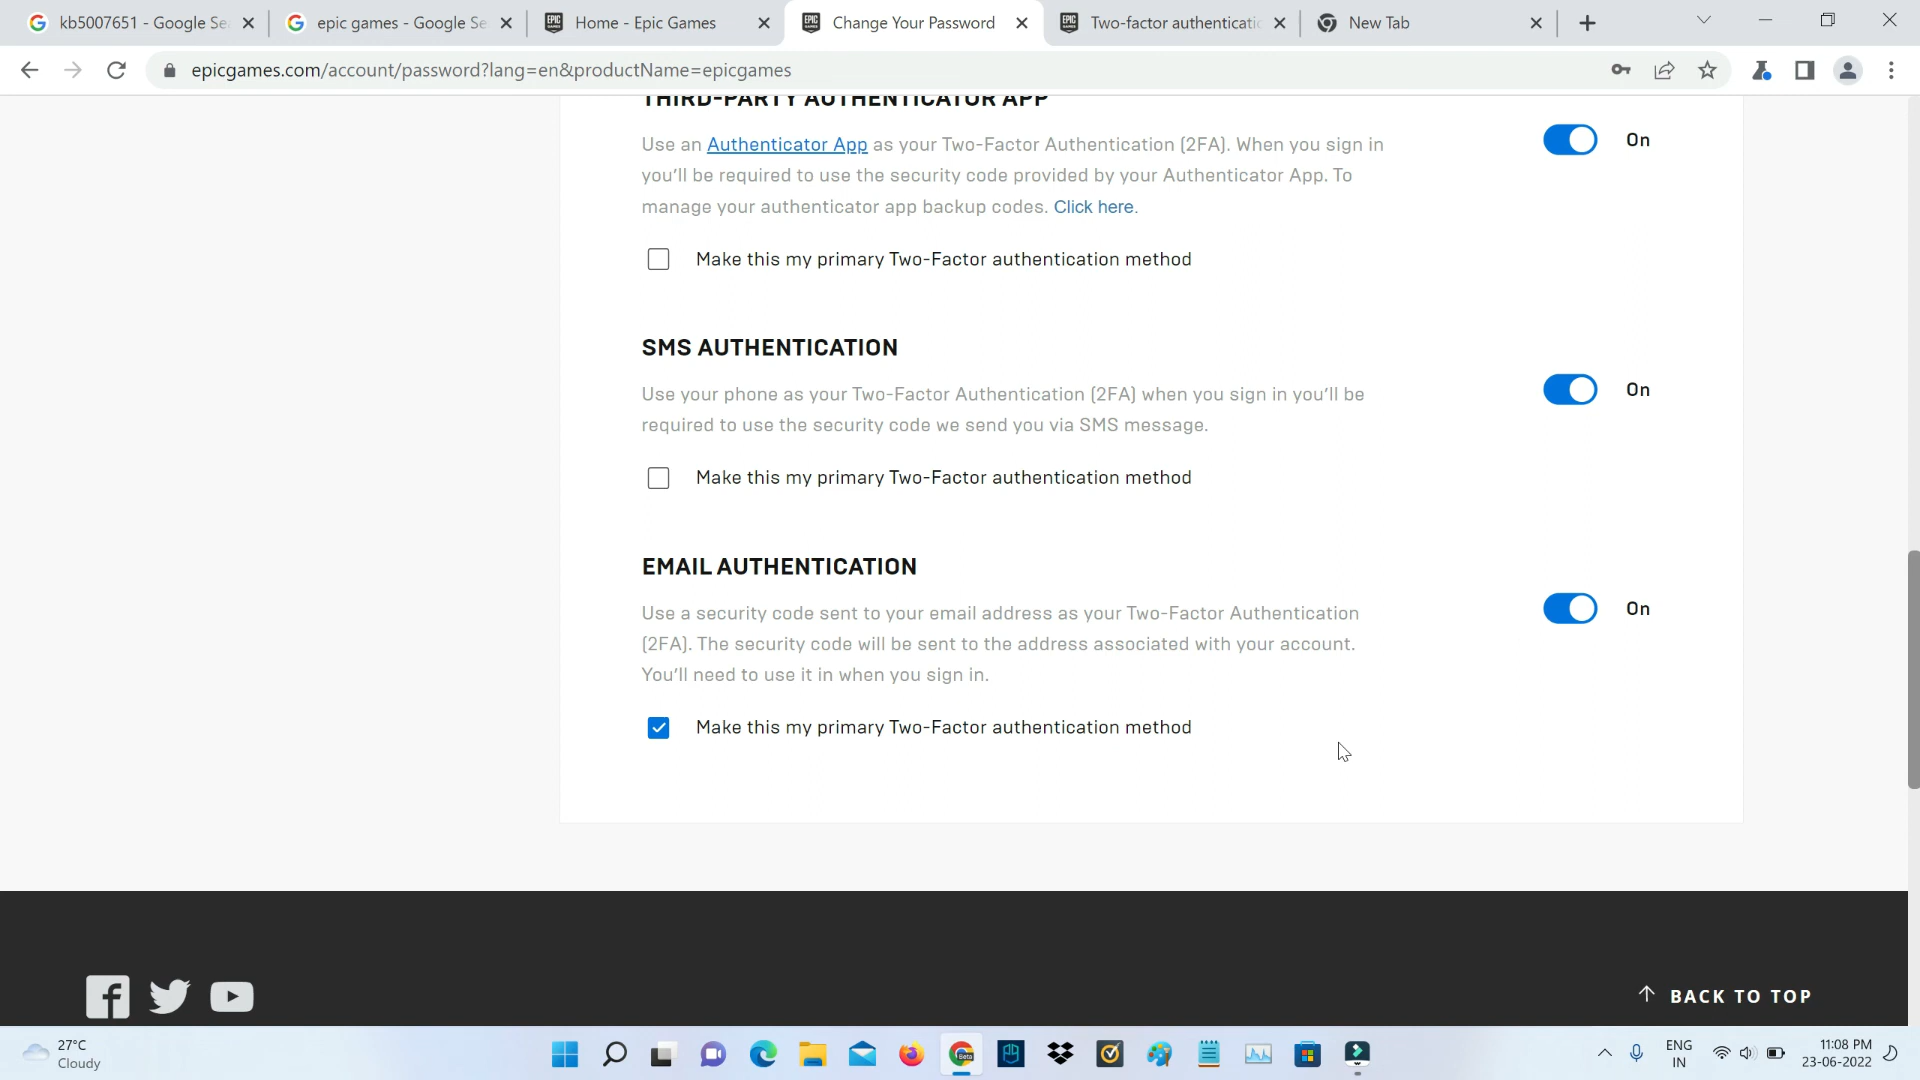 kb5007651 - Google Se
epic games - Google Se
Home - Epic Games
Change Your Password
Two-factor authenticatic
New Tab
epicgames.com/account/password?lang=en&productName=epicgames
THIRD-PARTY AUTHENTICATOR APP
Use an Authenticator App as your Two-Factor Authentication (2FA). When you sign in
you'll be required to use the security code provided by your Authenticator App. To
manage your authenticator app backup codes. Click here.
On
Make this my primary Two-Factor authentication method
SMS AUTHENTICATION
Use your phone as your Two-Factor Authentication (2FA) when you sign in you'll be
required to use the security code we send you via SMS message.
On
Make this my primary Two-Factor authentication method
EMAIL AUTHENTICATION
Use a security code sent to your email address as your Two-Factor Authentication
(2FA). The security code will be sent to the address associated with your account.
You'll need to use it in when you sign in.
On
Make this my primary Two-Factor authentication method
BACK TO TOP
27°C
Cloudy
ENG
IN
11:08 PM
23-06-2022